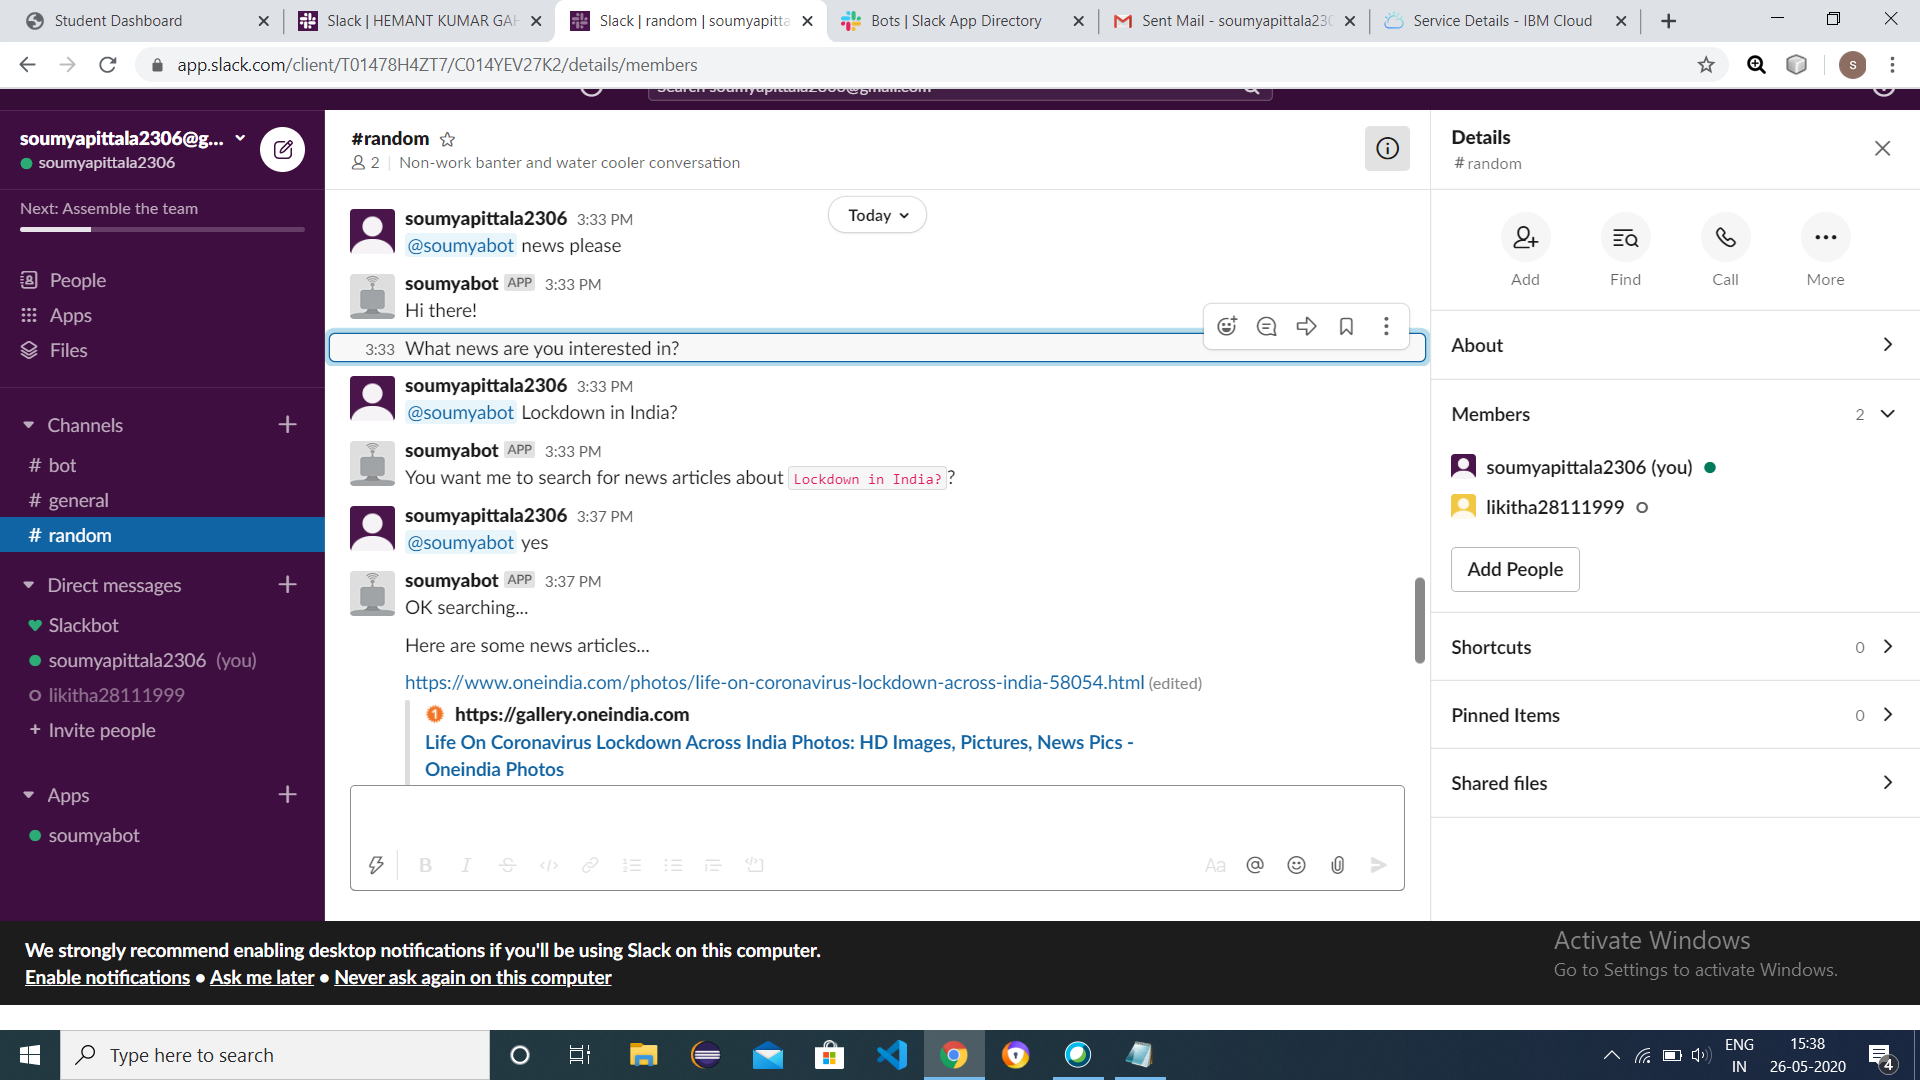 Student Dashboard
Slack | HEMANT KUMAR GAH
Slack | random | soumyapitta
Bots | Slack App Directory
Sent Mail - soumyapittala230
Service Details - IBM Cloud
app.slack.com/client/T01478H4ZT7/C014YEV27K2/details/members
s
Search soumyapittala2306@gmail.com
soumyapittala2306@g...
soumyapittala2306
Next: Assemble the team
People
Apps
Files
Channels
# bot
# general
# random
Direct messages
Slackbot
soumyapittala2306 (you)
likitha28111999
+ Invite people
Apps
soumyabot
#random
2 | Non-work banter and water cooler conversation
Today
soumyapittala2306 3:33 PM
@soumyabot news please
soumyabot APP 3:33 PM
Hi there!
3:33 What news are you interested in?
soumyapittala2306 3:33 PM
@soumyabot Lockdown in India?
soumyabot APP 3:33 PM
You want me to search for news articles about Lockdown in India? ?
soumyapittala2306 3:37 PM
@soumyabot yes
soumyabot APP 3:37 PM
OK searching...
Here are some news articles...
https://www.oneindia.com/photos/life-on-coronavirus-lockdown-across-india-58054.html (edited)
1 https://gallery.oneindia.com
Life On Coronavirus Lockdown Across India Photos: HD Images, Pictures, News Pics -
Oneindia Photos
B I S </> Aa @
Details
# random
Add Find Call More
About
Members 2
soumyapittala2306 (you)
likitha28111999
Add People
Shortcuts 0
Pinned Items 0
Shared files
We strongly recommend enabling desktop notifications if you'll be using Slack on this computer.
Enable notifications ● Ask me later ● Never ask again on this computer
Activate Windows
Go to Settings to activate Windows.
Type here to search
ENG
IN
15:38
26-05-2020
4